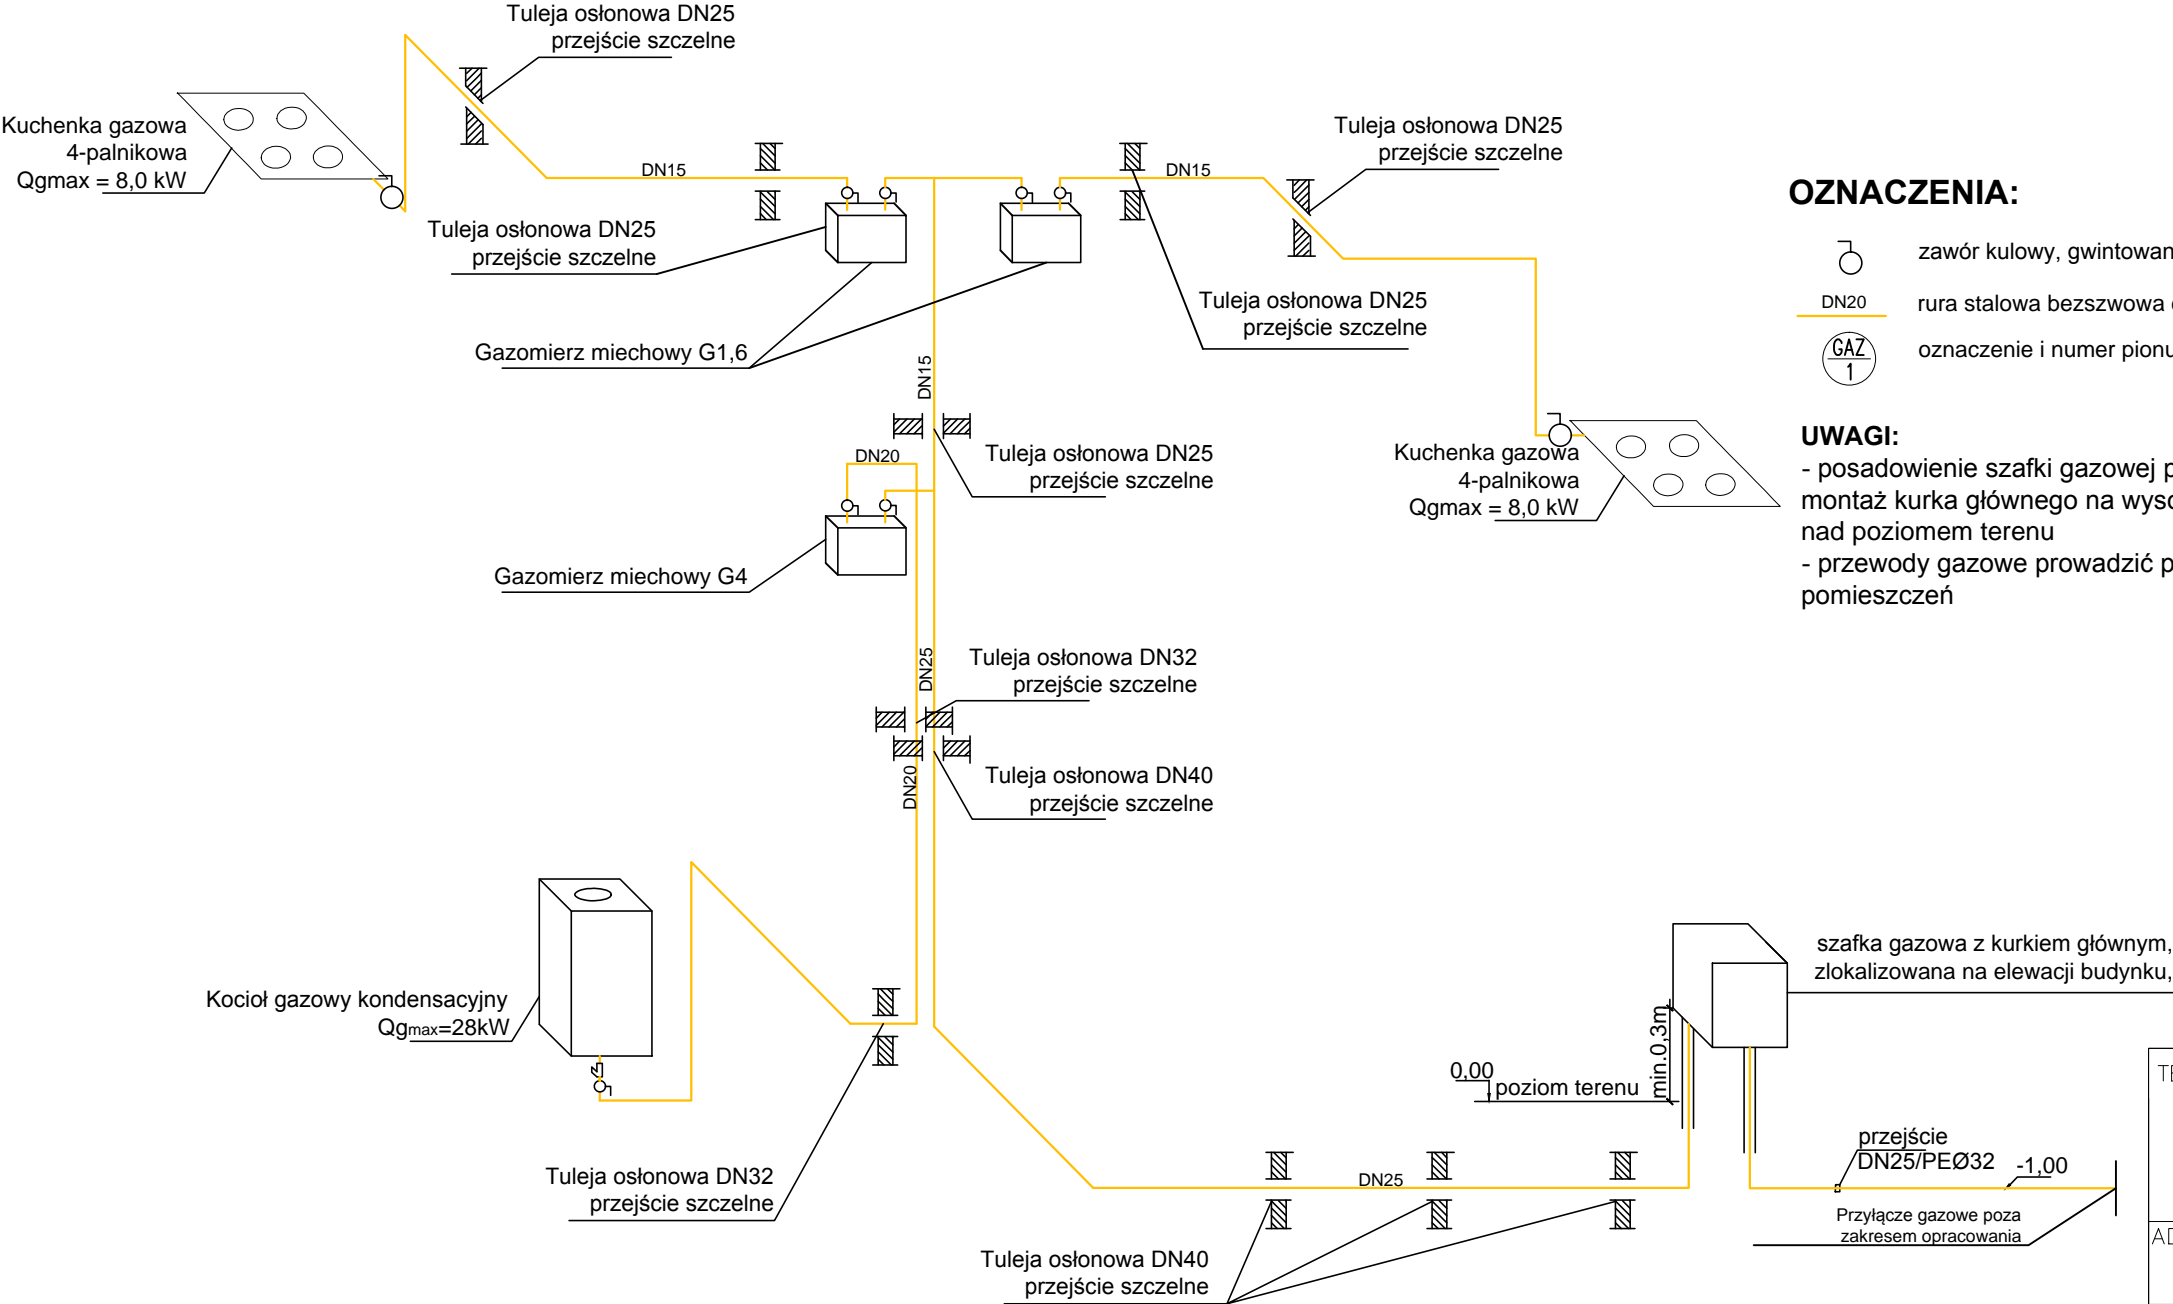 Tuleja osłonowa DN25
przejście szczelne
Kuchenka gazowa
4-palnikowa
Qgmax = 8,0 kW
DN15
Tuleja osłonowa DN25
przejście szczelne
Gazomierz miechowy G1,6
DN15
Tuleja osłonowa DN25
przejście szczelne
Tuleja osłonowa DN25
przejście szczelne
DN15
Tuleja osłonowa DN25
przejście szczelne
DN20
Gazomierz miechowy G4
Kuchenka gazowa
4-palnikowa
Qgmax = 8,0 kW
DN25
Tuleja osłonowa DN32
przejście szczelne
DN20
Tuleja osłonowa DN40
przejście szczelne
Kocioł gazowy kondensacyjny
Qgmax=28kW
Tuleja osłonowa DN32
przejście szczelne
DN25
Tuleja osłonowa DN40
przejście szczelne
OZNACZENIA:
zawór kulowy, gwintowan
DN20
rura stalowa bezszwowa
GAZ
1
oznaczenie i numer pionu
UWAGI:
- posadowienie szafki gazowej p
montaż kurka głównego na wyso
nad poziomem terenu
- przewody gazowe prowadzić p
pomieszczeń
szafka gazowa z kurkiem głównym,
zlokalizowana na elewacji budynku,
min.0,3m
0,00
poziom terenu
przejście
DN25/PEØ32
-1,00
Przyłącze gazowe poza
zakresem opracowania
TE
AD